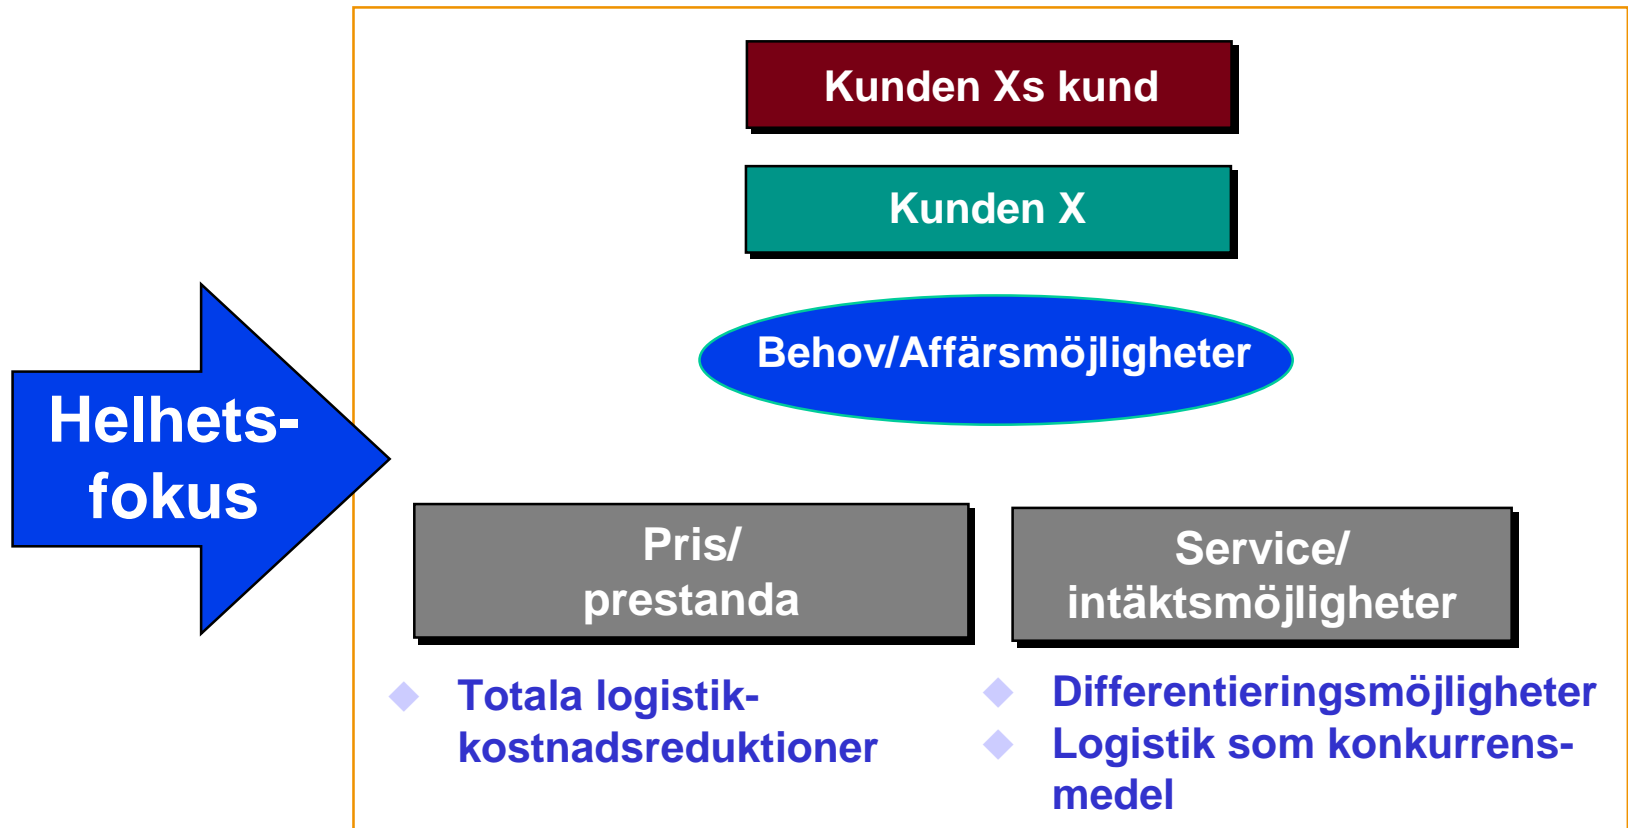 Kunden Xs kund
Kunden X
Behov/Affärsmöjligheter
Helhets-
fokus
Pris/
prestanda
Service/
intäktsmöjligheter
Totala logistik-
kostnadsreduktioner
Differentieringsmöjligheter
Logistik som konkurrens-
medel